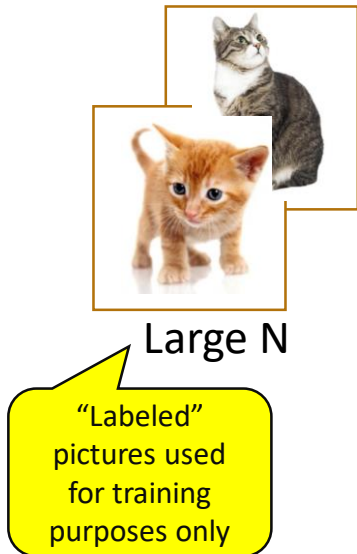 Large N
“Labeled”
pictures used
for training
purposes only